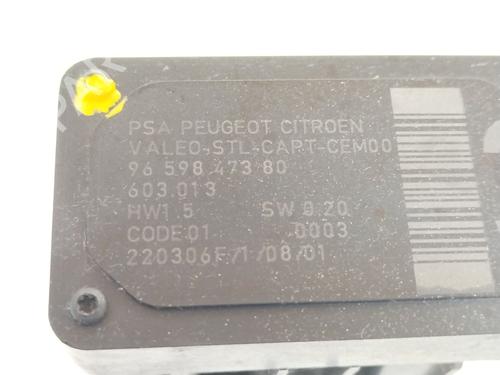 PSA PEUGEOT CITROEN
VALEO-STL-CAPT-CEM00
96 598 473 80
603.013
HW1.5 SW 0.20
CODE:01 0003
220306F/1/08/01